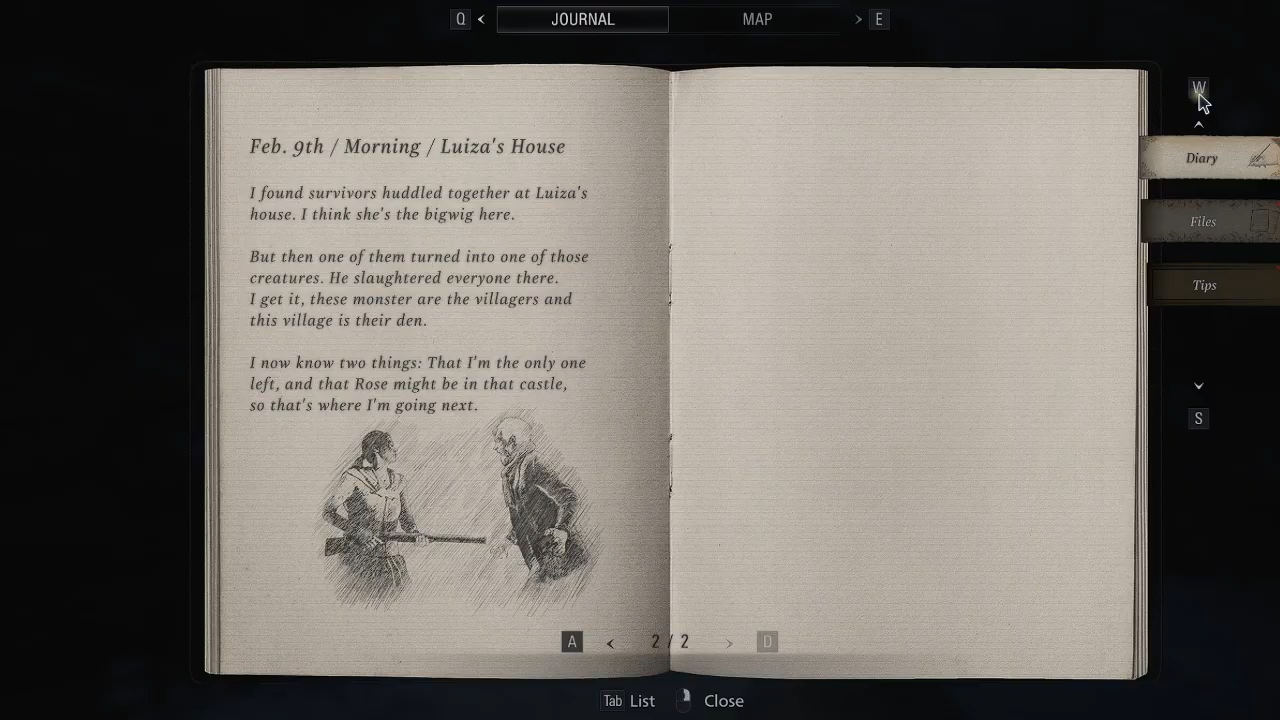 Q
JOURNAL
MAP
E
W
Feb. 9th / Morning / Luiza's House
I found survivors huddled together at Luiza's
house. I think she's the bigwig here.
But then one of them turned into one of those
creatures. He slaughtered everyone there.
I get it, these monster are the villagers and
this village is their den.
I now know two things: That I'm the only one
left, and that Rose might be in that castle,
so that's where I'm going next.
Diary
Files
Tips
S
A < 2 / 2 > D
Tab List Close